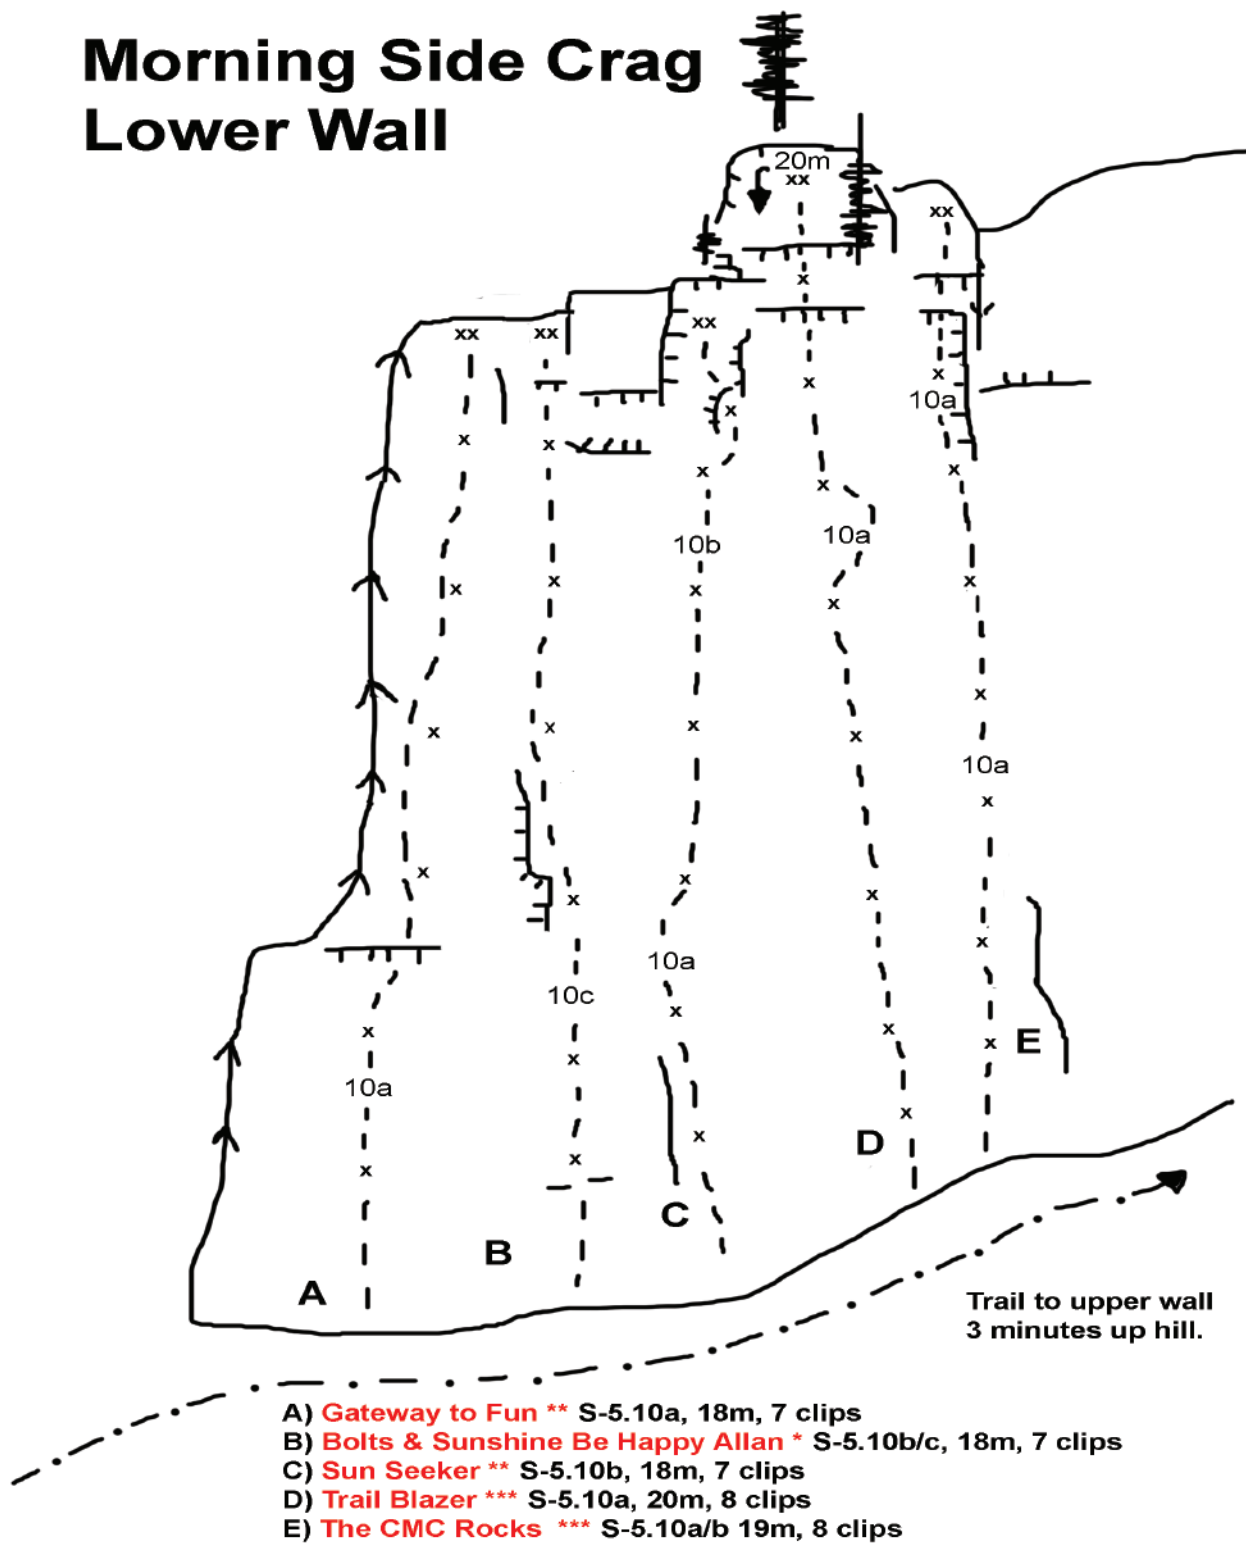 Morning Side Crag
Lower Wall
20m
xx
xx
x
xx
xx
xx
x
x
10a
x
x
x
x
x
x
10b
10a
x
x
x
x
x
x
x
x
x
x
10a
x
x
x
x
x
x
10a
10c
x
x
x
x
x
10a
E
x
x
D
x
x
C
B
A
Trail to upper wall
3 minutes up hill.
A) Gateway to Fun ** S-5.10a, 18m, 7 clips
B) Bolts & Sunshine Be Happy Allan * S-5.10b/c, 18m, 7 clips
C) Sun Seeker ** S-5.10b, 18m, 7 clips
D) Trail Blazer *** S-5.10a, 20m, 8 clips
E) The CMC Rocks *** S-5.10a/b 19m, 8 clips